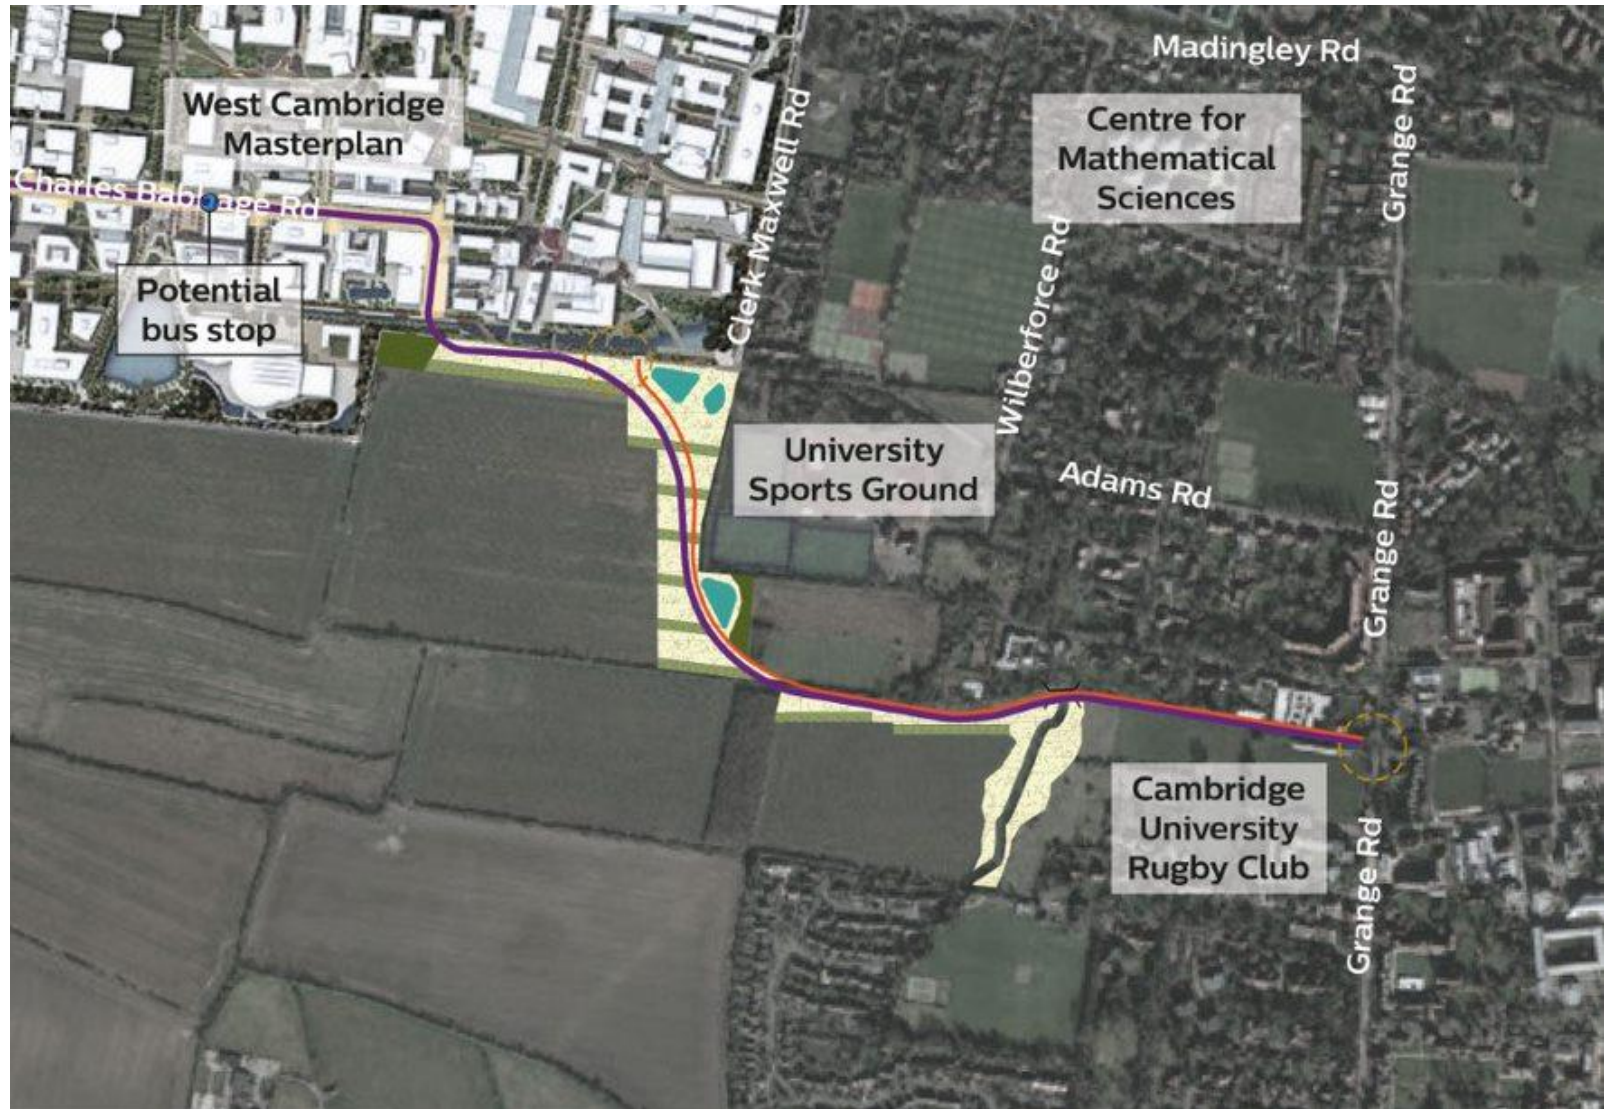 Madingley Rd
West Cambridge
Masterplan
Centre for
Mathematical
Sciences
Grange Rd
Clerk Maxwell Rd
Charles Babbage Rd
Potential
bus stop
Wilberforce Rd
University
Sports Ground
Adams Rd
Grange Rd
Cambridge
University
Rugby Club
Grange Rd